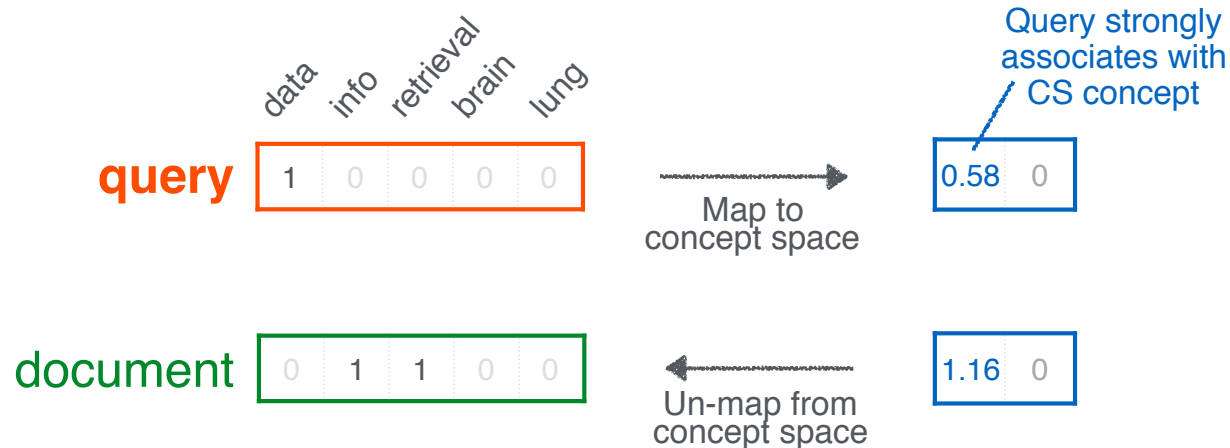 Query strongly
associates with
CS concept
data info retrieval brain lung
query 1 0 0 0 0
0.58 0
Map to
concept space
document 0 1 1 0 0
1.16 0
Un-map from
concept space